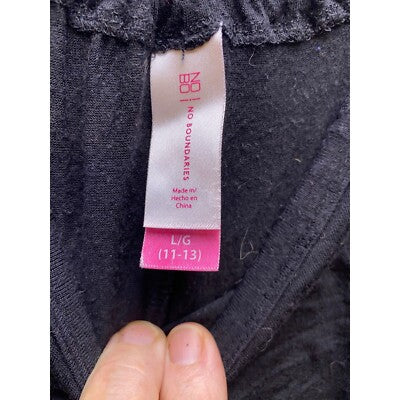 NO
BO
NO BOUNDARIES
Made in/
Hecho en
China
L/G
(11-13)